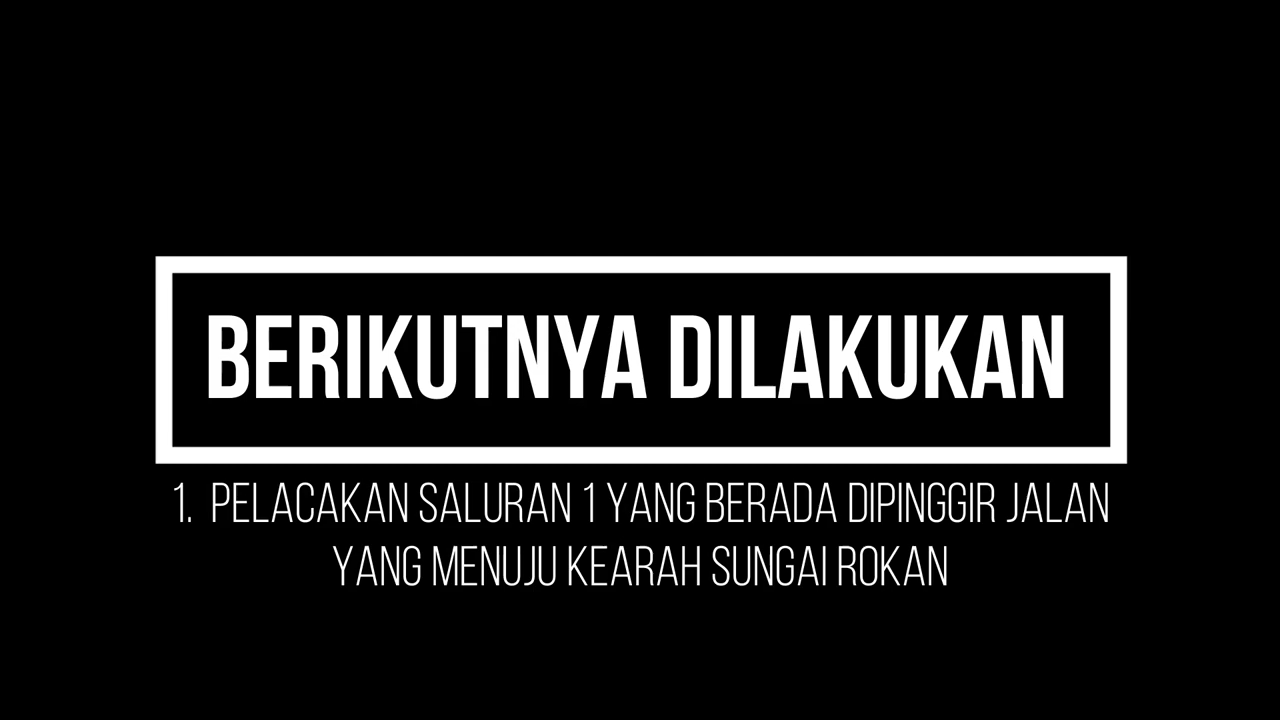 BERIKUTNYA DILAKUKAN
1. PELACAKAN SALURAN 1 YANG BERADA DIPINGGIR JALAN
YANG MENUJU KEARAH SUNGAI ROKAN